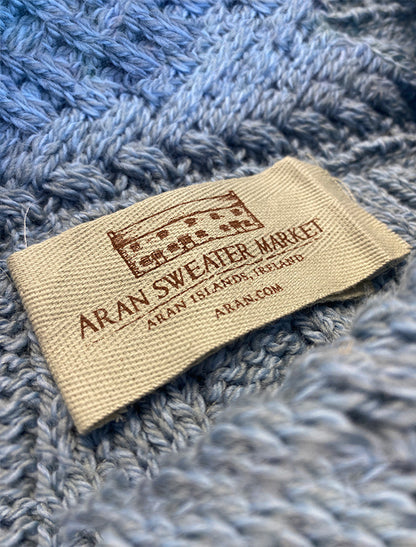 ARAN SWEATER MARKET
ARAN ISLANDS, IRELAND
ARAN.COM